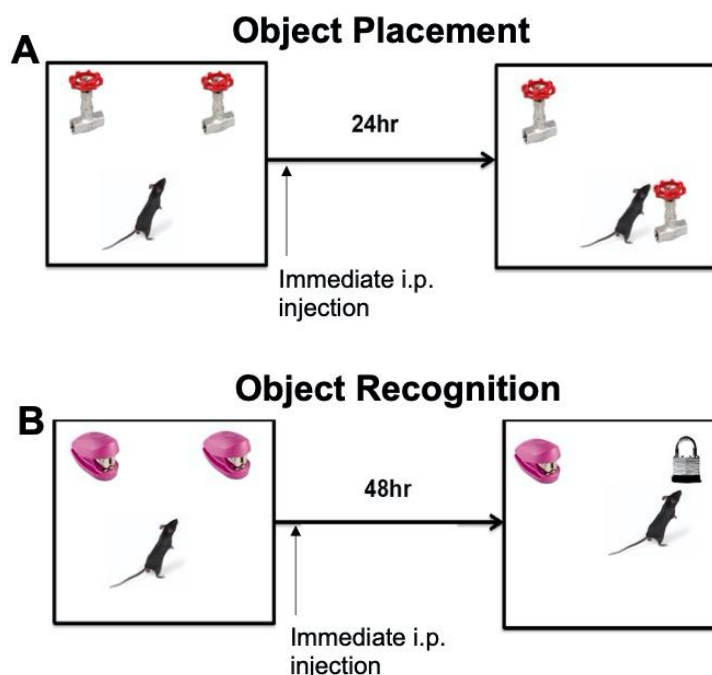 Object Placement
A
24hr
Immediate i.p.
injection
Object Recognition
B
48hr
Immediate i.p.
injection